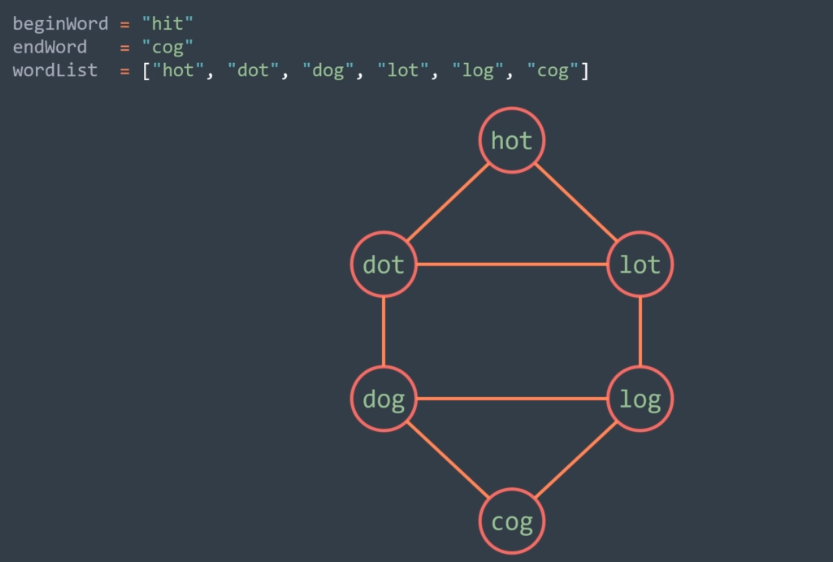 beginWord = "hit"
endWord = "cog"
wordList = ["hot", "dot", "dog", "lot", "log", "cog"]
hot
dot
lot
dog
log
cog